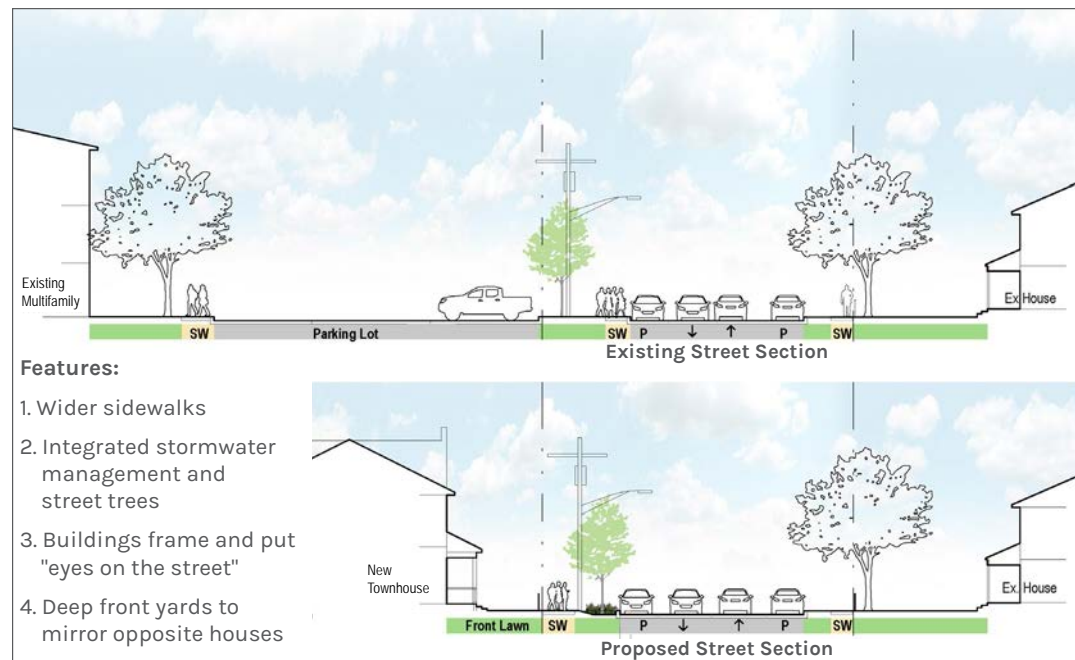 Existing
Multifamily
Ex. House
SW
Parking Lot
SW P ↓ ↑ P SW
Existing Street Section
Features:
1. Wider sidewalks
2. Integrated stormwater
management and
street trees
3. Buildings frame and put
"eyes on the street"
4. Deep front yards to
mirror opposite houses
New
Townhouse
Ex. House
Front Lawn SW P ↓ ↑ P SW
Proposed Street Section